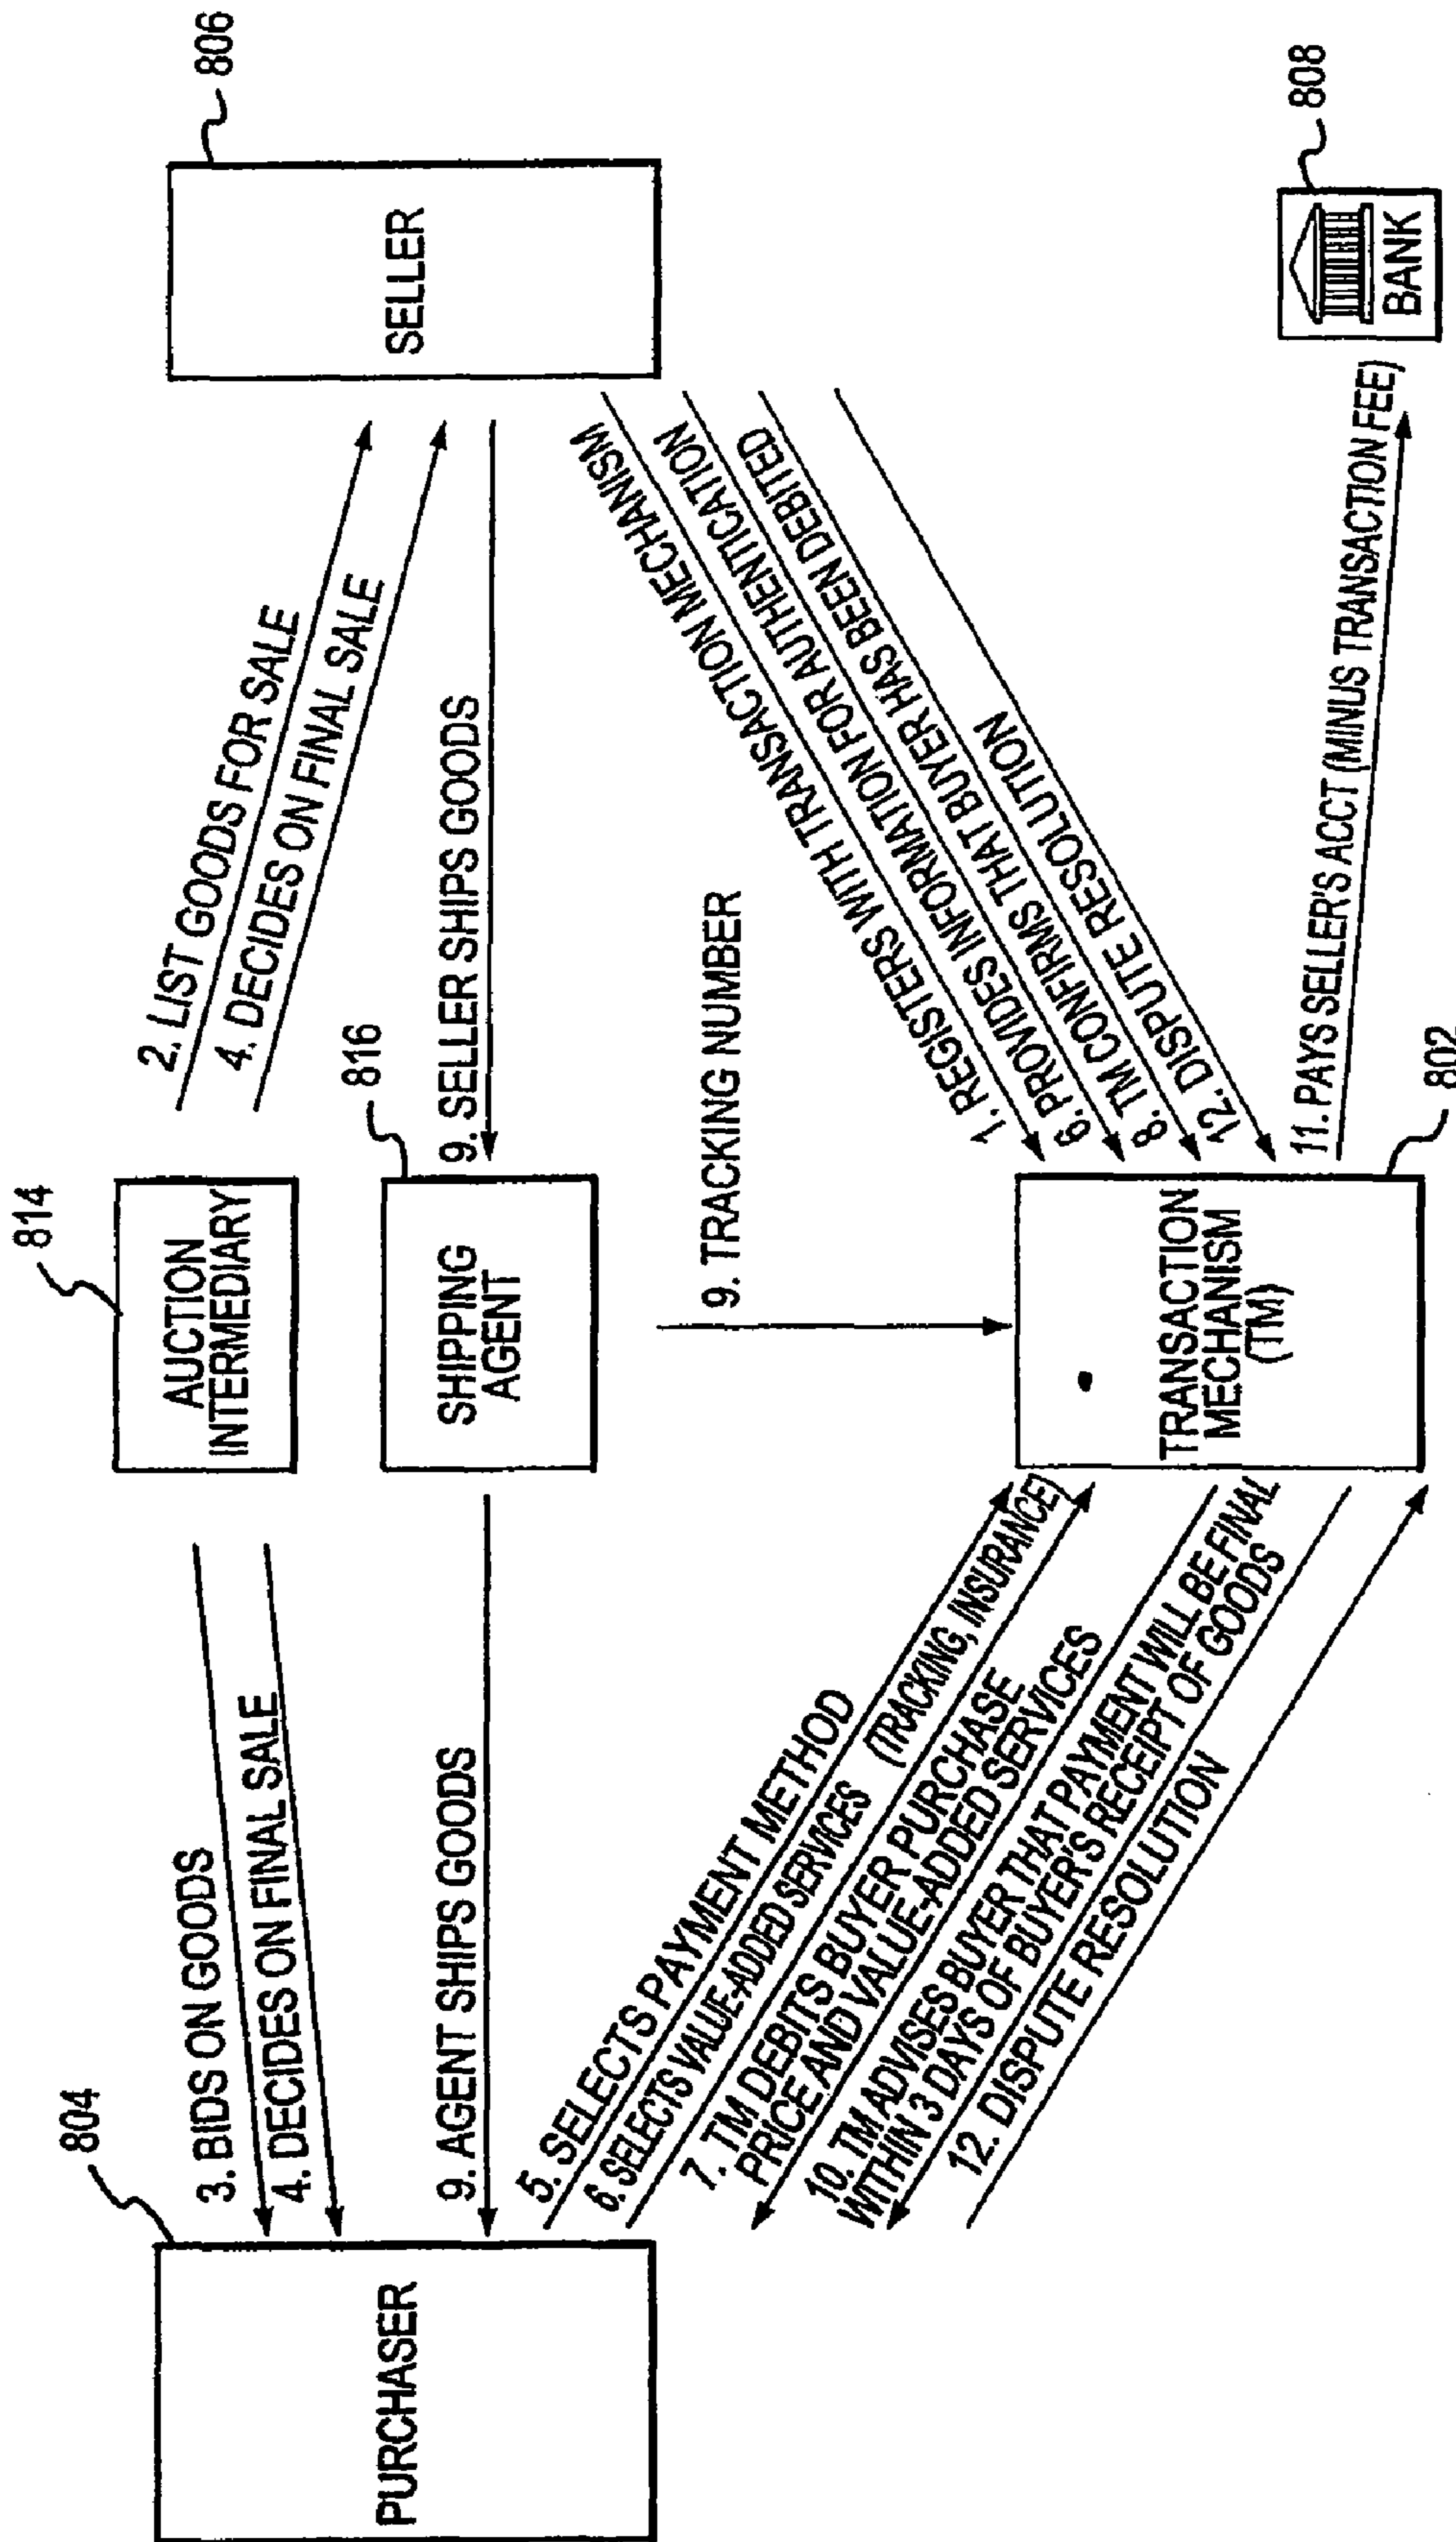 804
PURCHASER
3. BIDS ON GOODS
4. DECIDES ON FINAL SALE
9. AGENT SHIPS GOODS
5. SELECTS PAYMENT METHOD
6. SELECTS VALUE-ADDED SERVICES (TRACKING, INSURANCE)
7. TM DEBITS BUYER PURCHASE
PRICE AND VALUE-ADDED SERVICES
10. TM ADVISES BUYER THAT PAYMENT WILL BE FINAL
WITHIN 3 DAYS OF BUYER'S RECEIPT OF GOODS
12. DISPUTE RESOLUTION
814
AUCTION
INTERMEDIARY
816
SHIPPING
AGENT
9. TRACKING NUMBER
TRANSACTION
MECHANISM
(TM)
802
2. LIST GOODS FOR SALE
4. DECIDES ON FINAL SALE
9. SELLER SHIPS GOODS
1. REGISTERS WITH TRANSACTION MECHANISM
6. PROVIDES INFORMATION FOR AUTHENTICATION
8. TM CONFIRMS THAT BUYER HAS BEEN DEBITED
12. DISPUTE RESOLUTION
11. PAYS SELLER'S ACCT (MINUS TRANSACTION FEE)
806
SELLER
808
BANK